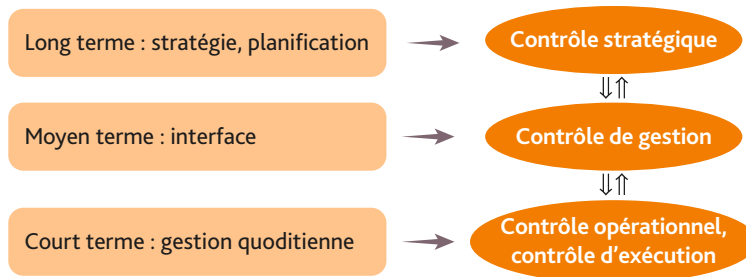 Long terme : stratégie, planification
Contrôle stratégique
⇓⇑
Moyen terme : interface
Contrôle de gestion
⇓⇑
Court terme : gestion quoditienne
Contrôle opérationnel,
contrôle d'exécution